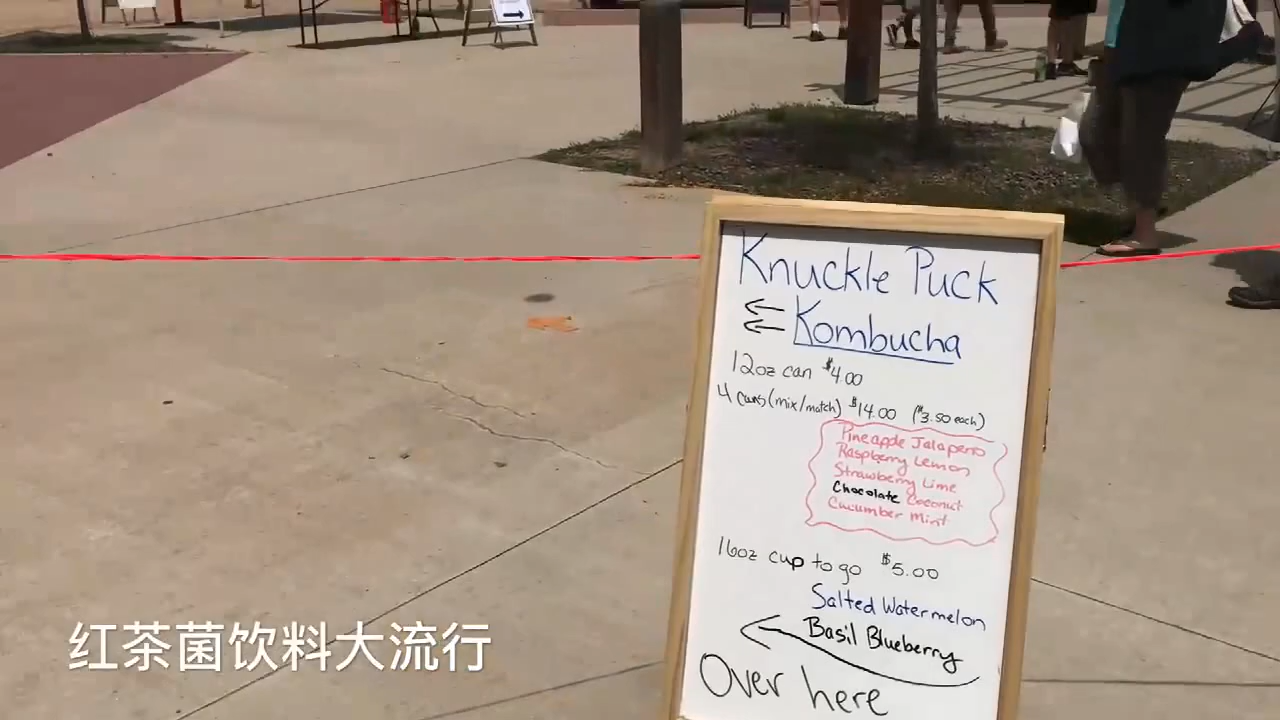 Knuckle Puck
Kombucha
12oz can $4.00
4 cans (mix/match) $14.00 ($3.50 each)
Pineapple Jalapeno
Raspberry Lemon
Strawberry Lime
Chocolate Coconut
Cucumber Mint
16oz cup to go $5.00
Salted Watermelon
Basil Blueberry
Over here
红茶菌饮料大流行